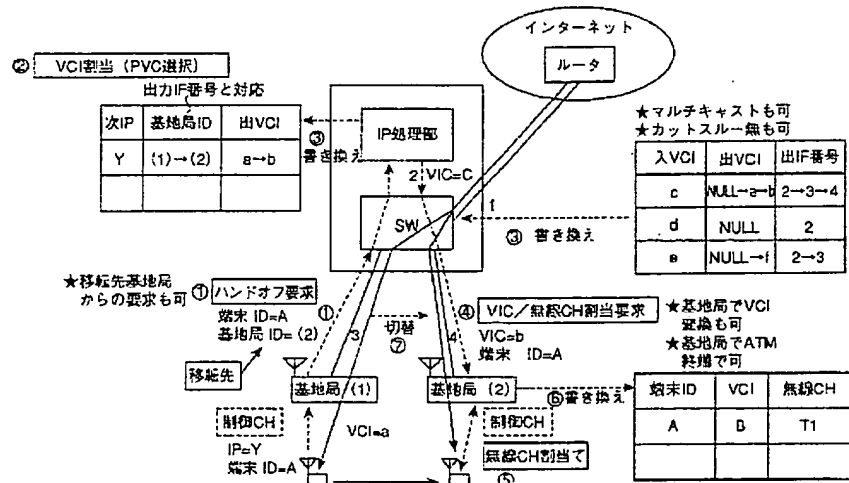 インターネット
ルータ
② VCI割当（PVC選択）
出力IF番号と対応
次IP 基地局ID 出VCI
Y (1)→(2) a→b
③
書き換え
IP処理部
2 VIC=C
SW
1
★マルチキャストも可
★カットスルー無も可
入VCI 出VCI 出IF番号
c NULL→a→b 2→3→4
d NULL 2
e NULL→f 2→3
③ 書き換え
★移転先基地局
からの要求も可
① ハンドオフ要求
端末 ID=A
基地局 ID=(2)
①
3
切替
⑦
4
④ VIC／無線CH割当要求
VIC=b
端末 ID=A
★基地局でVCI
変換も可
★基地局でATM
終端で可
移転先
基地局 (1)
基地局 (2)
⑥書き換え
端末ID VCI 無線CH
A B T1
制御CH
IP=Y
端末 ID=A
VCI=a
制御CH
無線CH割当て
⑤